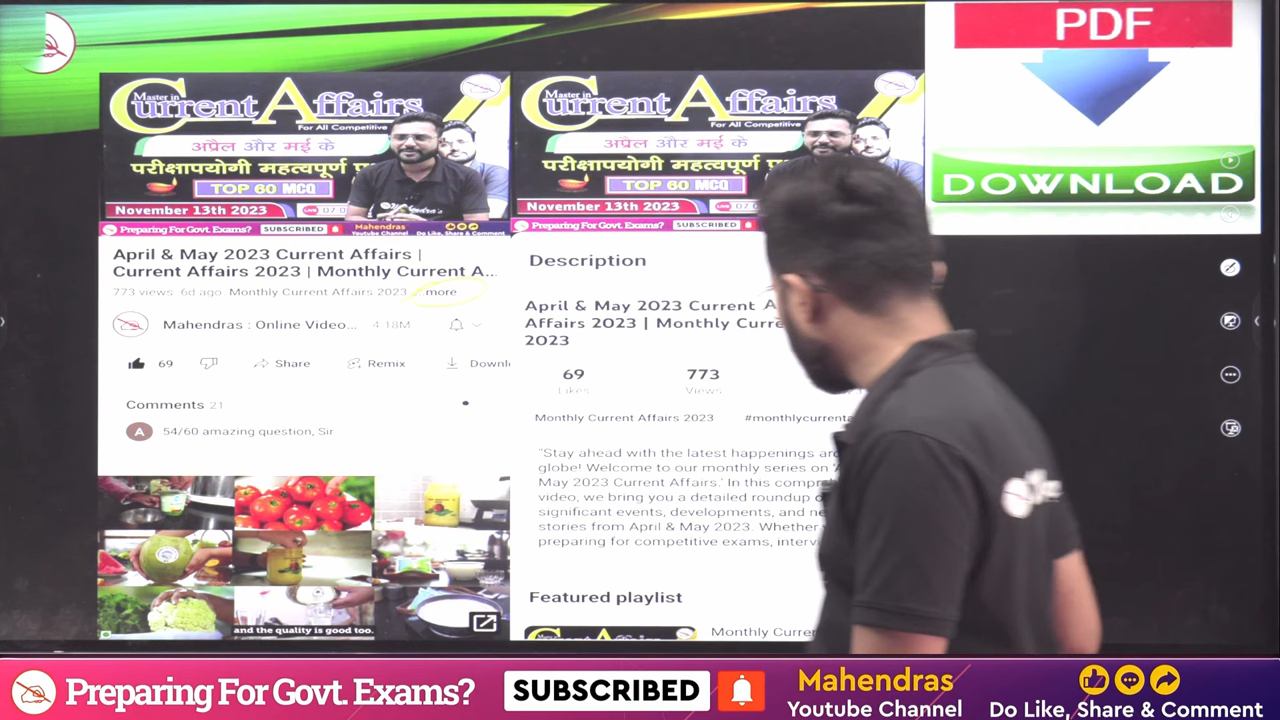 PDF
DOWNLOAD
Master in
Current Affairs
For All Competitive
अप्रैल और मई के
परीक्षापयोगी महत्वपूर्ण
TOP 60 MCQ
November 13th 2023
LIVE
Preparing For Govt. Exams?
SUBSCRIBED
Mahendras
Youtube Channel
Do Like, Share & Comment
Master in
Current Affairs
For All Competitive
अप्रैल और मई के
परीक्षापयोगी महत्वपूर्ण
TOP 60 MCQ
November 13th 2023
LIVE
Preparing For Govt. Exams?
SUBSCRIBED
April & May 2023 Current Affairs |
Current Affairs 2023 | Monthly Current A...
773 views 6d ago Monthly Current Affairs 2023 ...more
Mahendras : Online Video... 4.18M
69 Share Remix Downl
Comments 21
A 54/60 amazing question, Sir
and the quality is good too.
Description
April & May 2023 Current A
Affairs 2023 | Monthly Curre
2023
69 773
Likes Views
Monthly Current Affairs 2023 #monthlycurrenta
"Stay ahead with the latest happenings
globe! Welcome to our monthly series on
May 2023 Current Affairs.' In this compr
video, we bring you a detailed roundup
significant events, developments, and ne
stories from April & May 2023. Whether
preparing for competitive exams, interv
Featured playlist
Monthly Curre
Preparing For Govt. Exams?
SUBSCRIBED
Mahendras
Youtube Channel
Do Like, Share & Comment